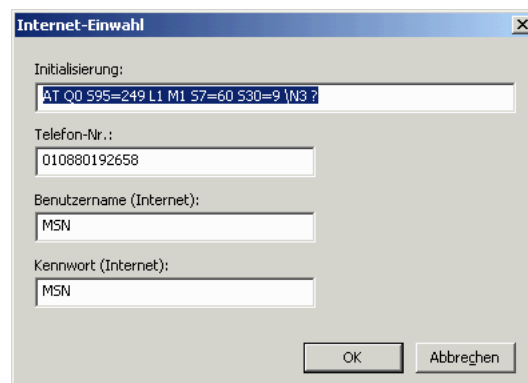 Internet-Einwahl
Initialisierung:
AT Q0 S95=249 L1 M1 S7=60 S30=9 \N3 ?
Telefon-Nr.:
010880192658
Benutzername (Internet):
MSN
Kennwort (Internet):
MSN
OK Abbrechen